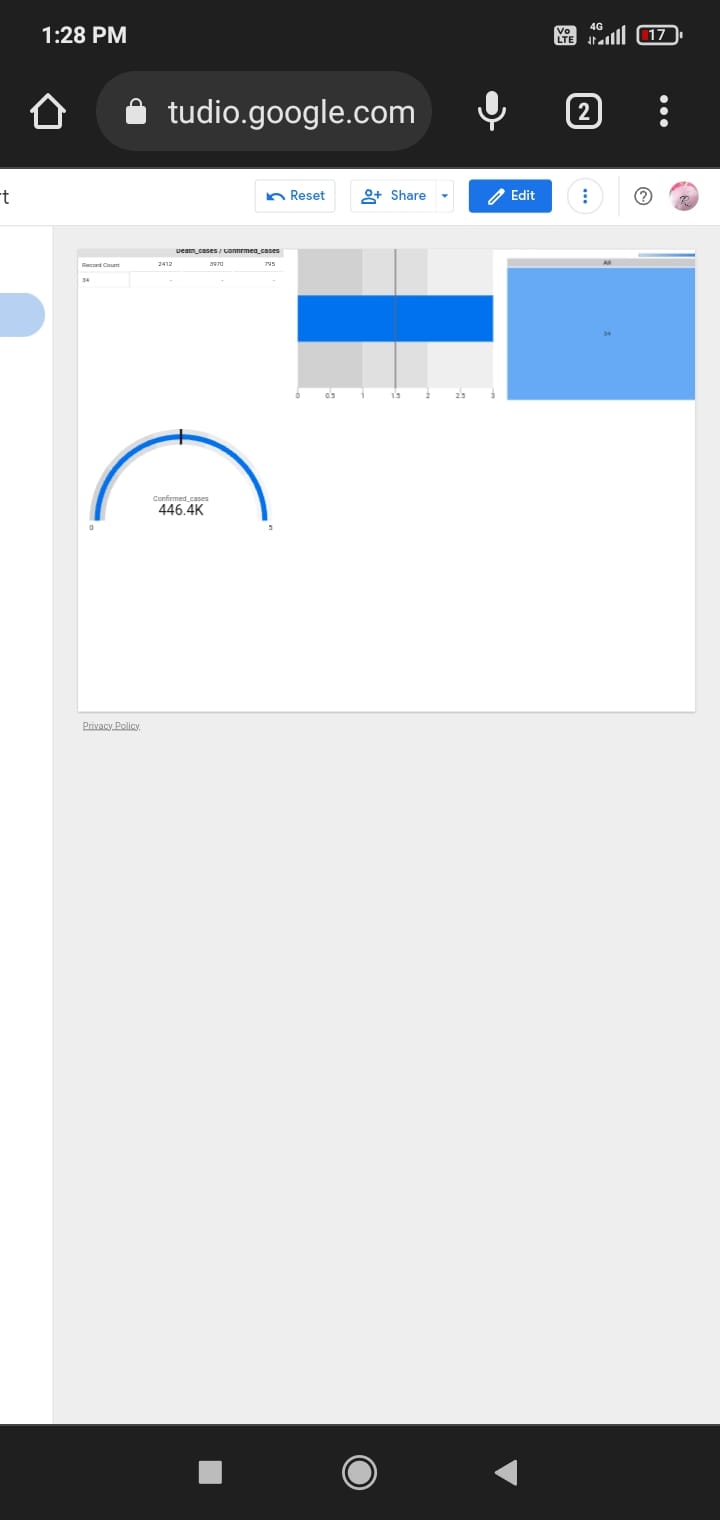 1:28 PM
Vo LTE 4G 17
tudio.google.com 2
t Reset Share Edit
Death_cases / Confirmed_cases
Record Count 2412 3970 795
34 - - -
0 0.5 1 1.5 2 2.5 3
All
34
Confirmed_cases
446.4K
0 5
Privacy Policy
R